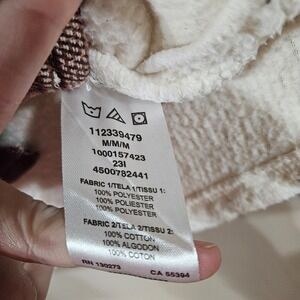 112339479
M/M/M
1000157423
23I
4500782441
FABRIC 1/TELA 1/TISSU 1:
100% POLYESTER
100% POLIESTER
100% POLYESTER
FABRIC 2/TELA 2/TISSU 2:
100% COTTON
100% ALGODON
100% COTON
RN 130273 CA 55394